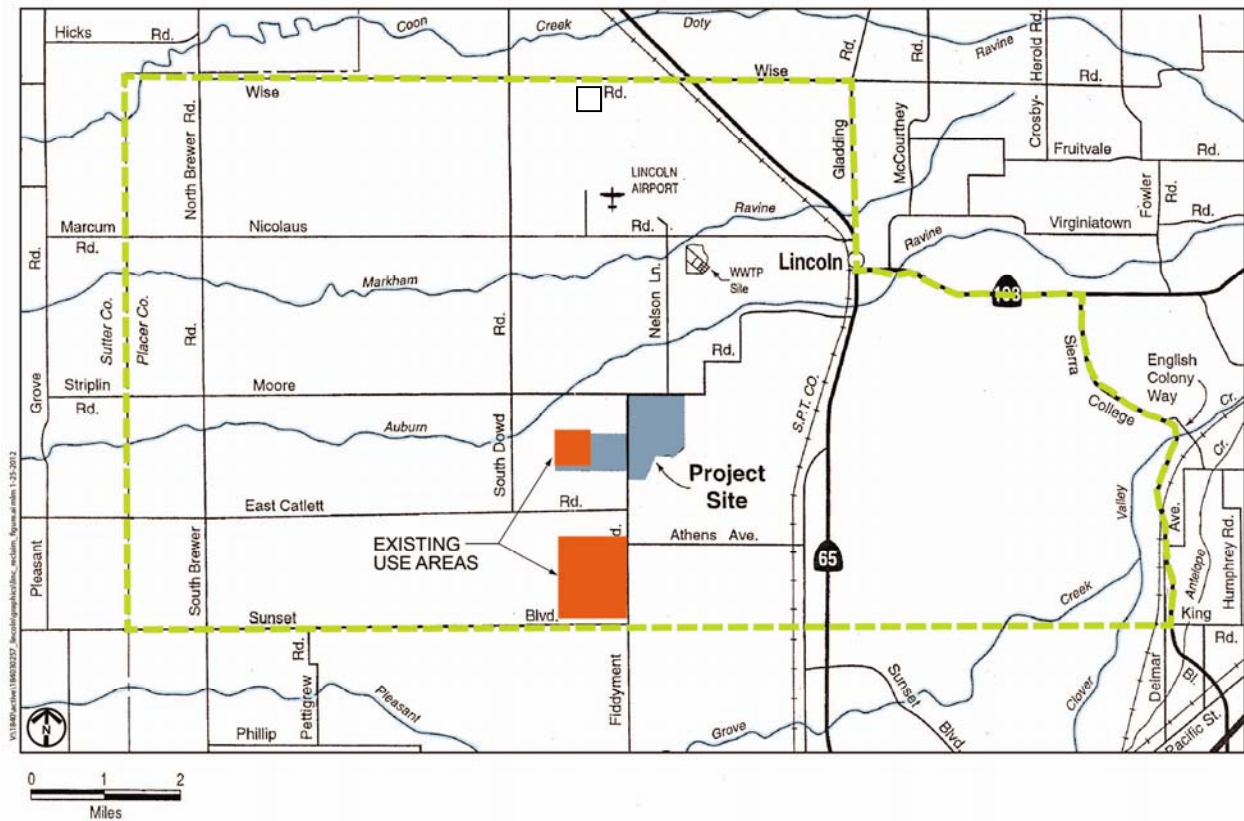 Hicks Rd.
Coon Creek Doty Ravine
Rd.
Rd.
Crosby-Herold Rd.
Wise Rd. Wise Rd.
North Brewer Rd.
Gladding
McCourtney
Fruitvale Rd.
Fowler Rd.
LINCOLN
AIRPORT
Ravine
Virginiatown Rd.
Marcum Rd.
Nicolaus Rd.
Ravine
Lincoln
WWTP
Site
Markham
Nelson Ln.
193
Rd.
Sutter Co.
Placer Co.
Rd.
Rd.
Rd.
Sierra College
English
Colony
Way
Striplin Rd.
Moore
Grove
Auburn
South Dowd
S.P.T. CO.
Cr.
Cr.
Project
Site
East Catlett Rd.
Valley
Athens Ave.
EXISTING
USE AREAS
65
Ave.
Antelope
Humphrey Rd.
Pleasant
South Brewer
Creek
Sunset Blvd.
King Rd.
Pettigrew Rd.
Fiddyment
Pleasant
Grove
Sunset Blvd.
Clover
Delmar
Bl.
Pacific St.
Phillip
N
0 1 2
Miles